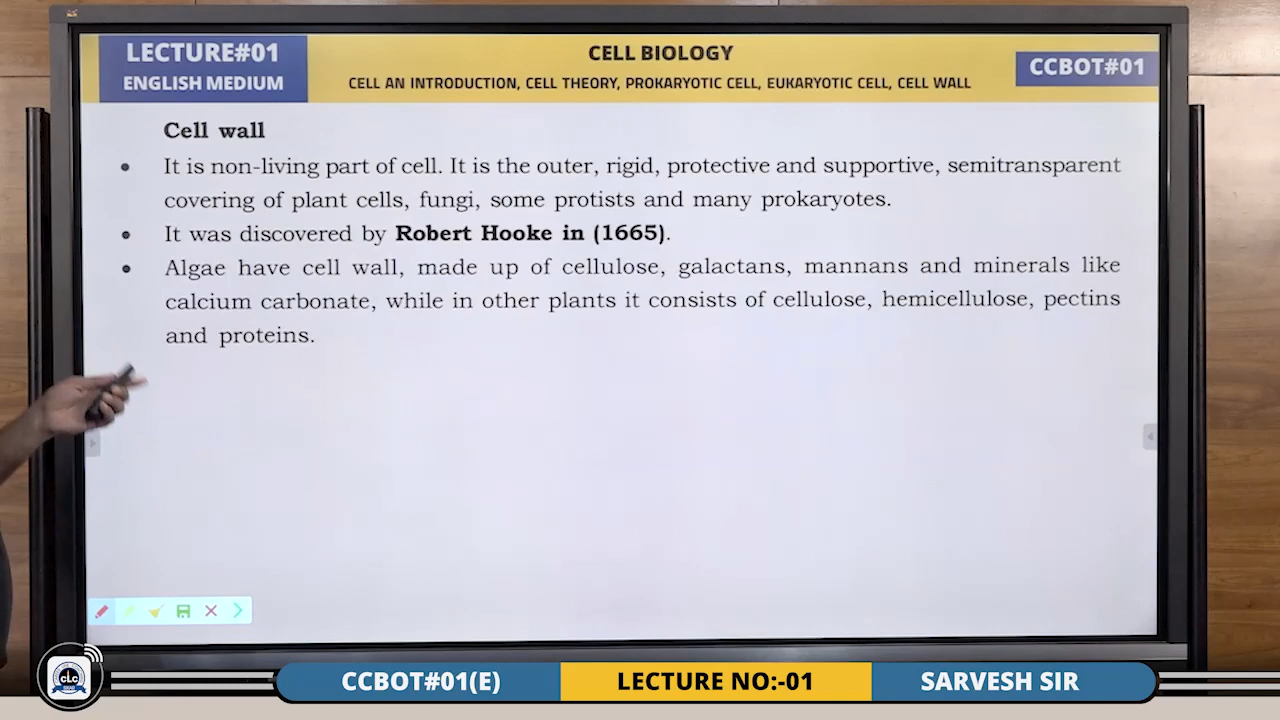 LECTURE#01
ENGLISH MEDIUM
CELL BIOLOGY
CELL AN INTRODUCTION, CELL THEORY, PROKARYOTIC CELL, EUKARYOTIC CELL, CELL WALL
CCBOT#01
Cell wall
• It is non-living part of cell. It is the outer, rigid, protective and supportive, semitransparent
covering of plant cells, fungi, some protists and many prokaryotes.
• It was discovered by Robert Hooke in (1665).
• Algae have cell wall, made up of cellulose, galactans, mannans and minerals like
calcium carbonate, while in other plants it consists of cellulose, hemicellulose, pectins
and proteins.
CLC
CCBOT#01(E)
LECTURE NO:-01
SARVESH SIR